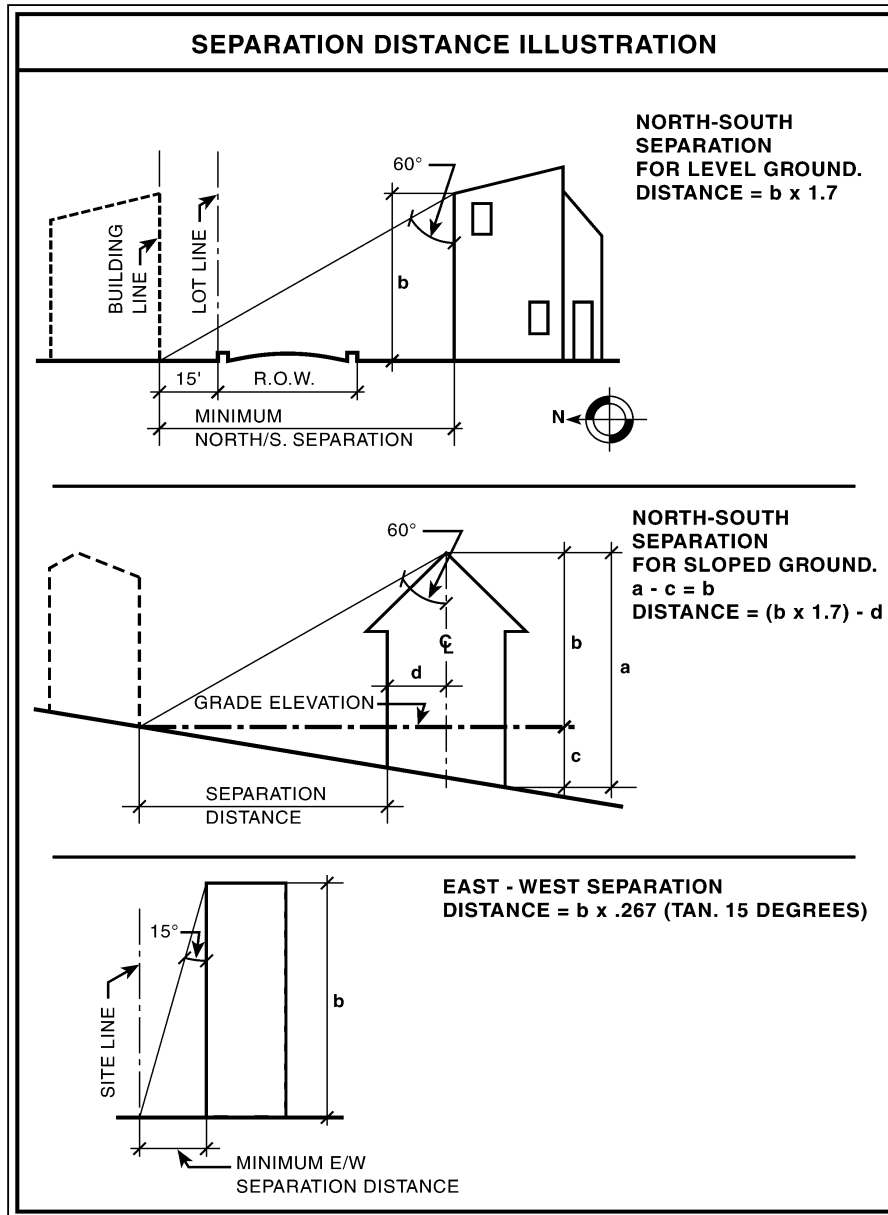 SEPARATION DISTANCE ILLUSTRATION
NORTH-SOUTH
SEPARATION
FOR LEVEL GROUND.
DISTANCE = b x 1.7
60°
BUILDING
LINE
LOT LINE
b
15'
R.O.W.
MINIMUM
NORTH/S. SEPARATION
N
NORTH-SOUTH
SEPARATION
FOR SLOPED GROUND.
a - c = b
DISTANCE = (b x 1.7) - d
60°
CL
b
a
d
GRADE ELEVATION
c
SEPARATION
DISTANCE
EAST - WEST SEPARATION
DISTANCE = b x .267 (TAN. 15 DEGREES)
15°
b
SITE LINE
MINIMUM E/W
SEPARATION DISTANCE